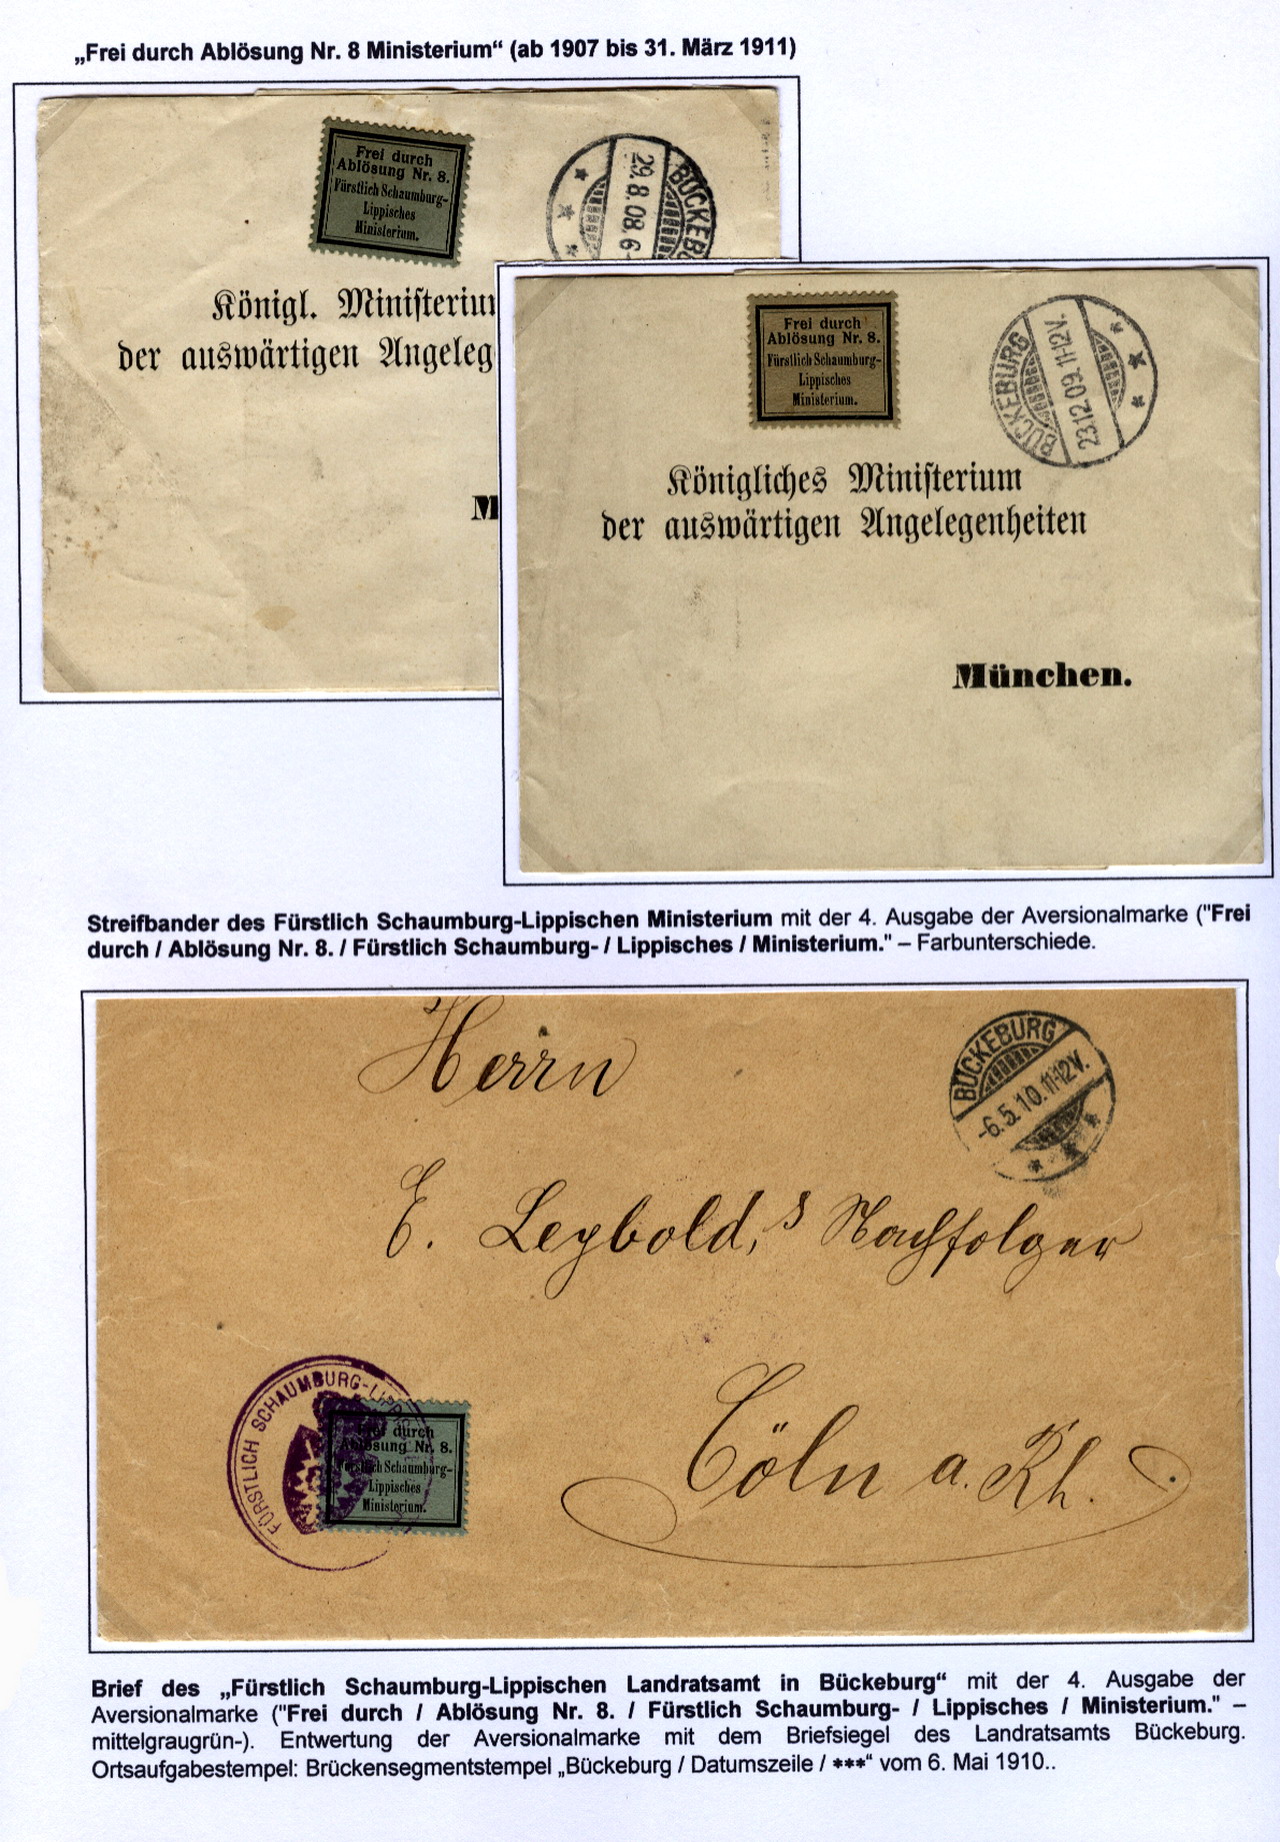 „Frei durch Ablösung Nr. 8 Ministerium“ (ab 1907 bis 31. März 1911)
Frei durch
Ablösung Nr. 8.
Fürstlich Schaumburg-
Lippisches
Ministerium.
29.8.08. 6-
BÜCKEB
Königl. Ministeriu
der auswärtigen Angeleg
M
Frei durch
Ablösung Nr. 8.
Fürstlich Schaumburg-
Lippisches
Ministerium.
BÜCKEBURG
23.12.09. 11-12V.
***
Königliches Ministerium
der auswärtigen Angelegenheiten
München.
Streifbander des Fürstlich Schaumburg-Lippischen Ministerium mit der 4. Ausgabe der Aversionalmarke ("Frei
durch / Ablösung Nr. 8. / Fürstlich Schaumburg- / Lippisches / Ministerium." – Farbunterschiede.
Herrn
E. Leybold,s Nachfolger
Cöln a. Rh.
BÜCKEBURG
-6.5.10.11-12V.
***
FÜRSTLICH SCHAUMBURG-LIPP
Frei durch
Ablösung Nr. 8.
Fürstlich Schaumburg-
Lippisches
Ministerium.
Brief des „Fürstlich Schaumburg-Lippischen Landratsamt in Bückeburg“ mit der 4. Ausgabe der
Aversionalmarke ("Frei durch / Ablösung Nr. 8. / Fürstlich Schaumburg- / Lippisches / Ministerium." –
mittelgraugrün-). Entwertung der Aversionalmarke mit dem Briefsiegel des Landratsamts Bückeburg.
Ortsaufgabestempel: Brückensegmentstempel „Bückeburg / Datumszeile / ***“ vom 6. Mai 1910..